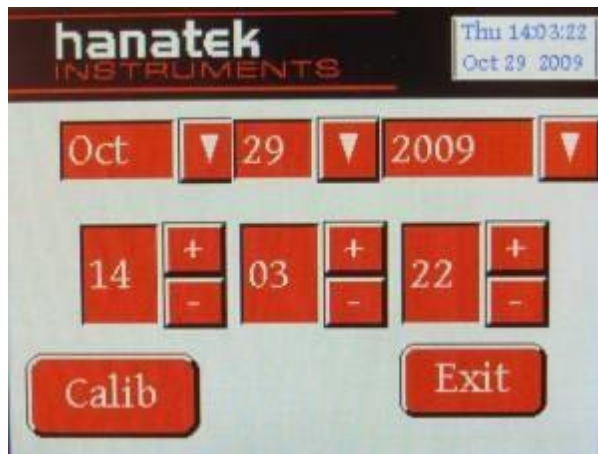 hanatek
INSTRUMENTS
Thu 14:03:22
Oct 29 2009
Oct 29 2009
+ + +
14 03 22
- - -
Calib Exit